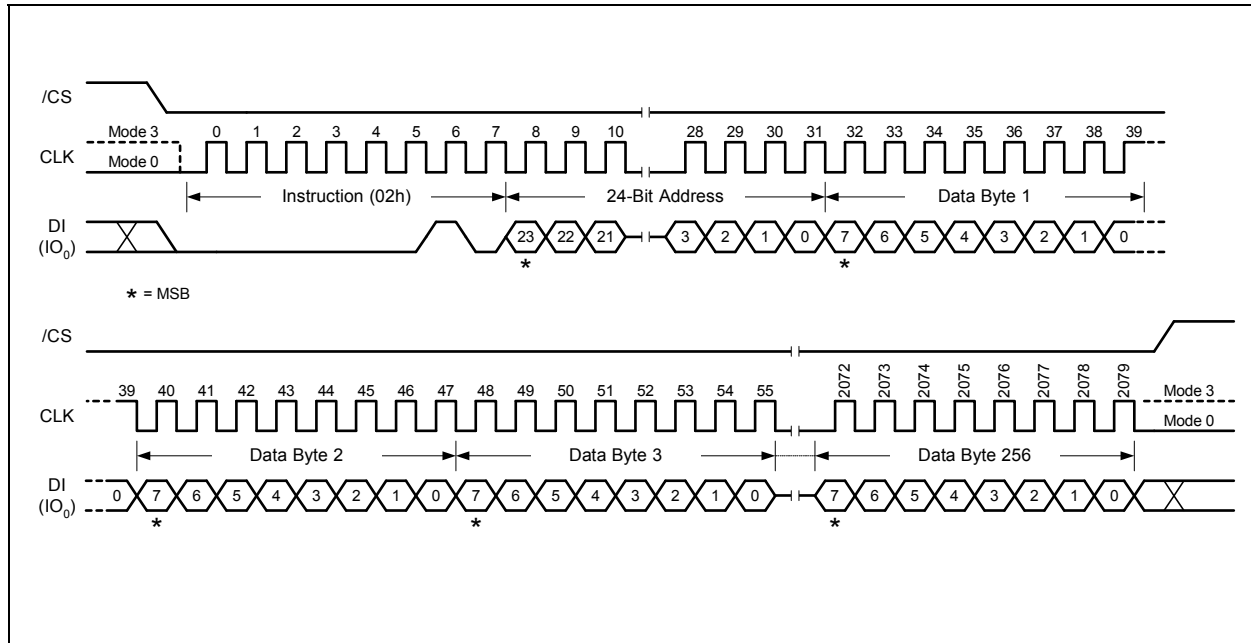 /CS
Mode 3
0 1 2 3 4 5 6 7 8 9 10 28 29 30 31 32 33 34 35 36 37 38 39
CLK
Mode 0
Instruction (02h) 24-Bit Address Data Byte 1
DI
(IO0)
23 22 21 3 2 1 0 7 6 5 4 3 2 1 0
* *
* = MSB
/CS
39 40 41 42 43 44 45 46 47 48 49 50 51 52 53 54 55 2072 2073 2074 2075 2076 2077 2078 2079
Mode 3
CLK
Mode 0
Data Byte 2 Data Byte 3 Data Byte 256
DI
(IO0)
0 7 6 5 4 3 2 1 0 7 6 5 4 3 2 1 0 7 6 5 4 3 2 1 0
* * *